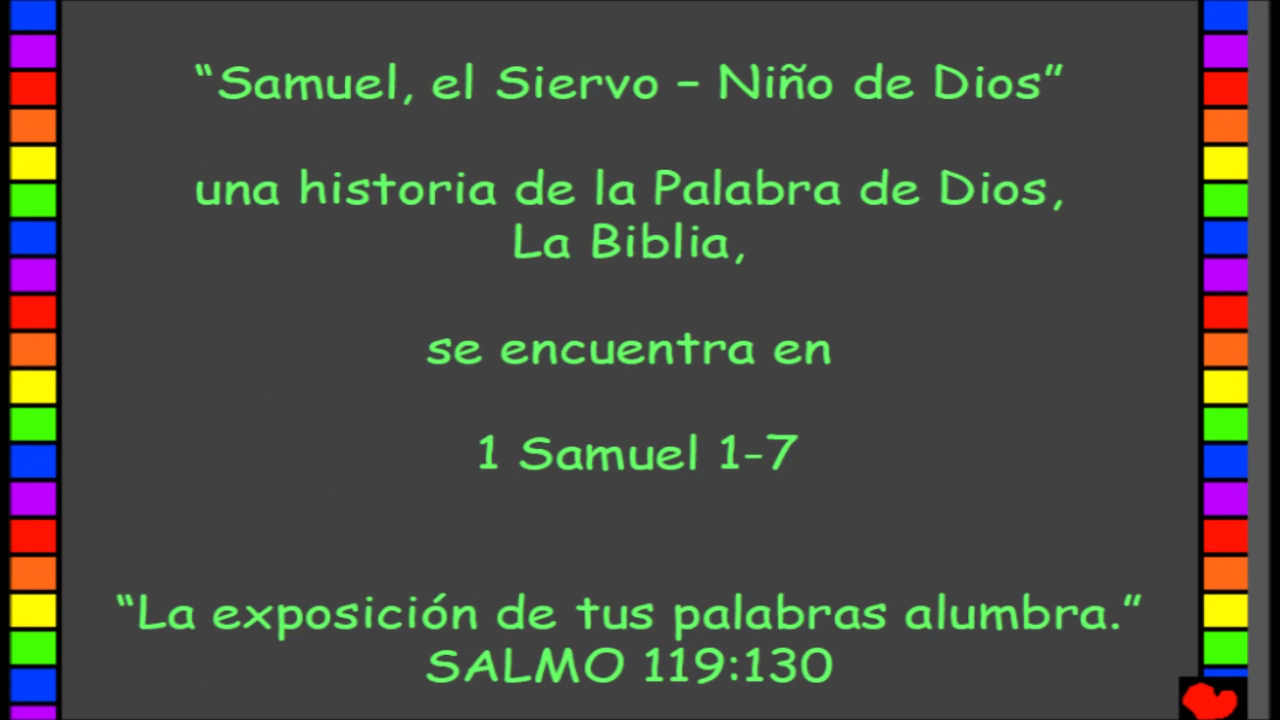 “Samuel, el Siervo – Niño de Dios”
una historia de la Palabra de Dios,
La Biblia,
se encuentra en
1 Samuel 1-7
“La exposición de tus palabras alumbra.”
SALMO 119:130